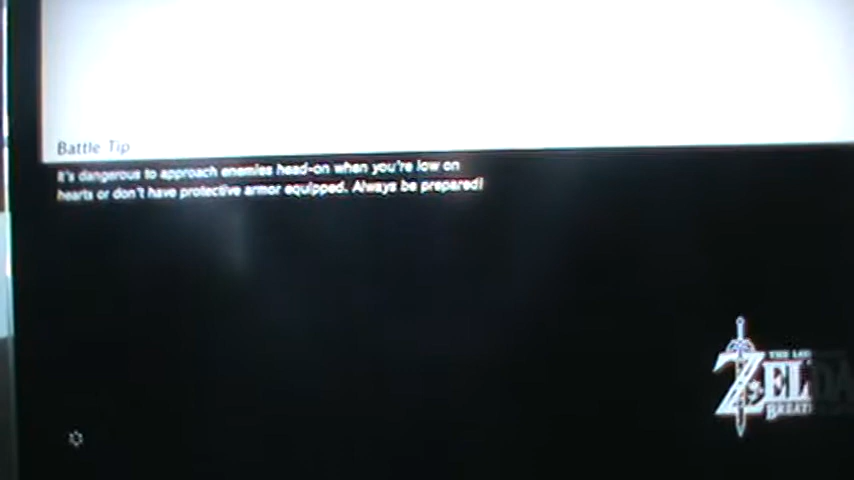 Battle Tip
It's dangerous to approach enemies head-on when you're low on
hearts or don't have protective armor equipped. Always be prepared!
THE
ZELDA